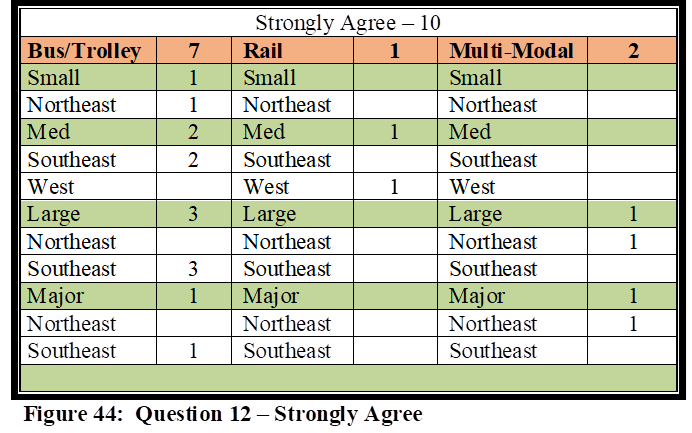 Strongly Agree – 10
Bus/Trolley 7 Rail 1 Multi-Modal 2
Small 1 Small Small
Northeast 1 Northeast Northeast
Med 2 Med 1 Med
Southeast 2 Southeast Southeast
West West 1 West
Large 3 Large Large 1
Northeast Northeast Northeast 1
Southeast 3 Southeast Southeast
Major 1 Major Major 1
Northeast Northeast Northeast 1
Southeast 1 Southeast Southeast
Figure 44: Question 12 – Strongly Agree